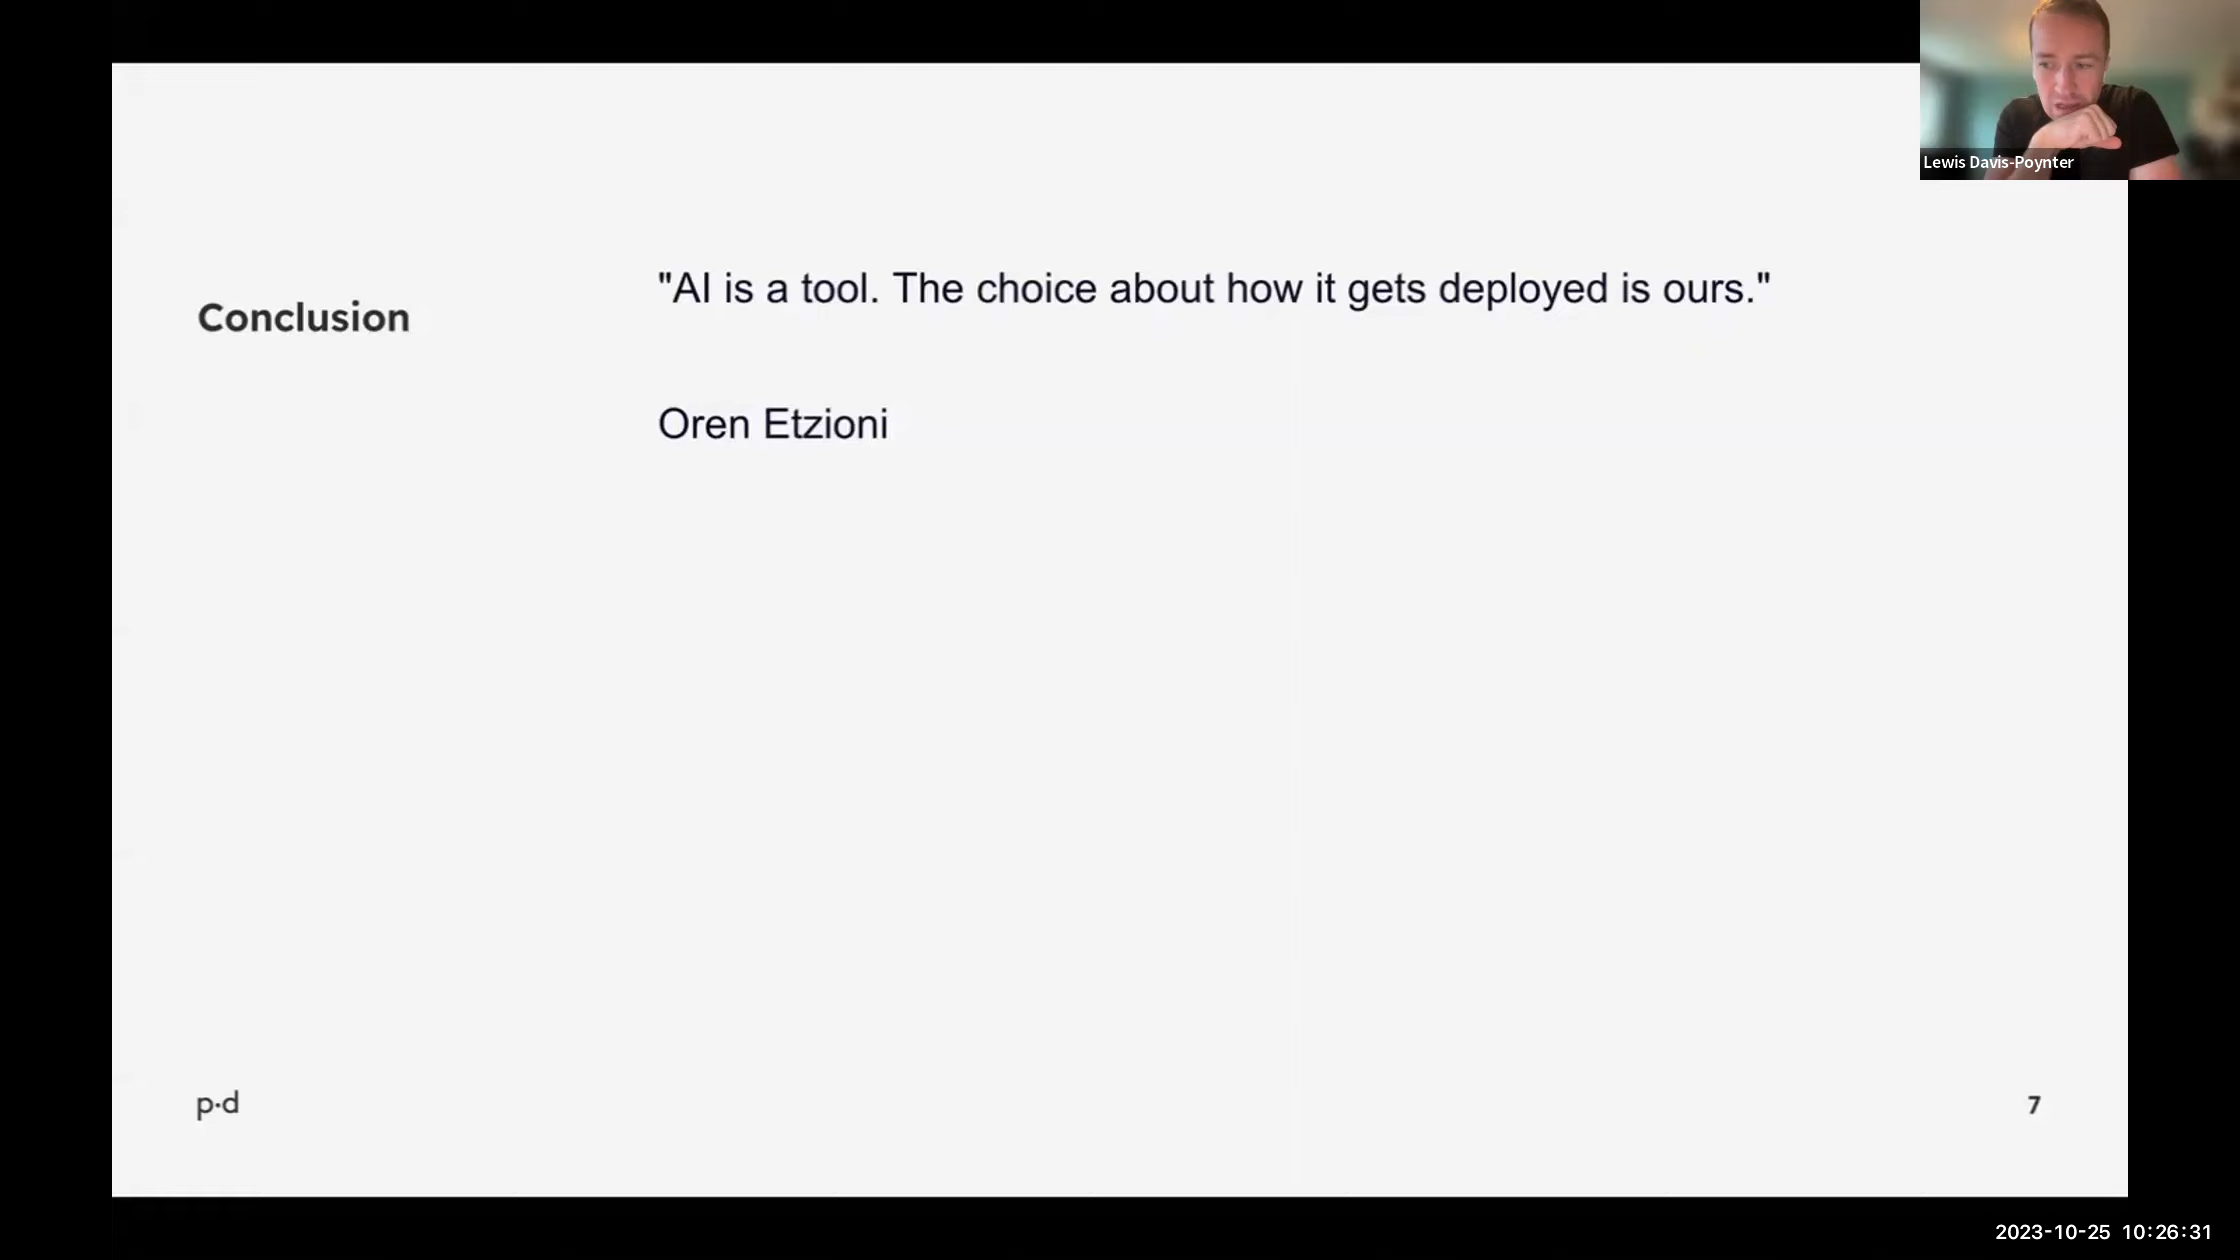 Lewis Davis-Poynter
Conclusion
"AI is a tool. The choice about how it gets deployed is ours."
Oren Etzioni
p·d
7
2023-10-25 10:26:31